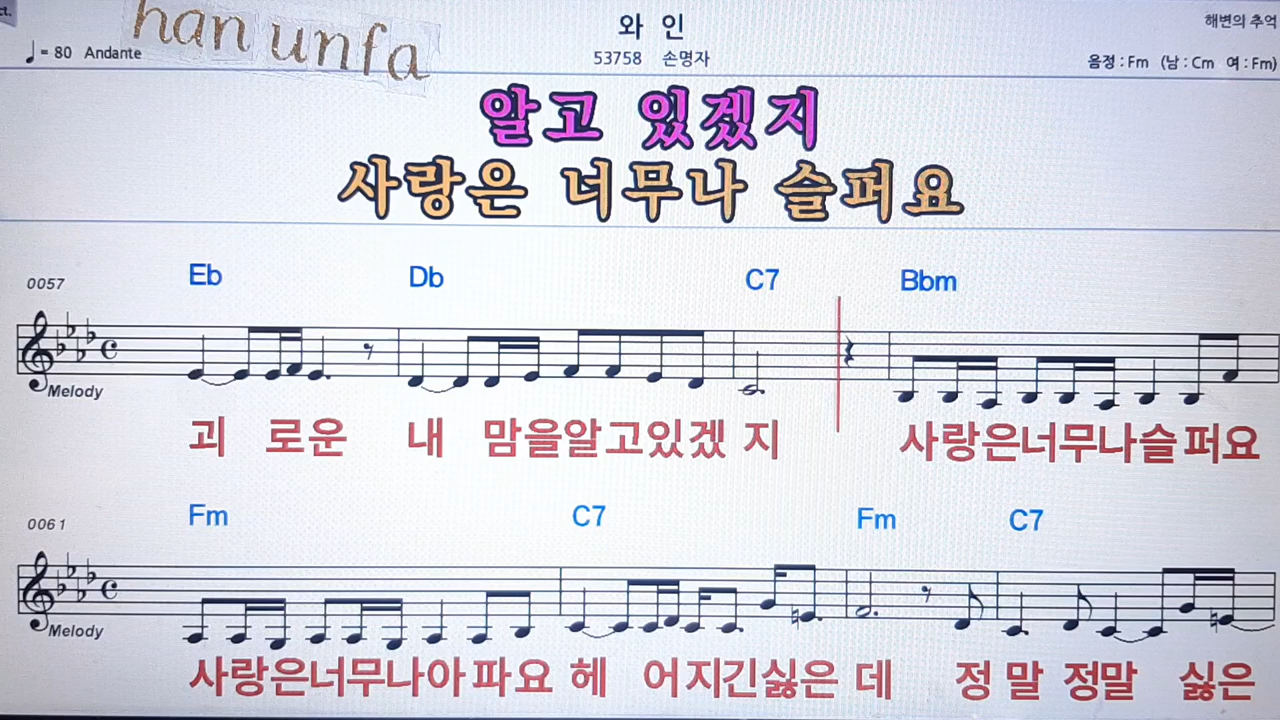 ct.
han unfa
와 인
해변의 추억
♩= 80 Andante
53758 손명자
음정 : Fm (남 : Cm 여 : Fm)
알고 있겠지
사랑은 너무나 슬퍼요
0057
Eb Db C7 Bbm
Melody
괴 로운 내 맘을알고있겠 지 사랑은너무나슬퍼요
0061
Fm C7 Fm C7
Melody
사랑은너무나아파요 헤 어지긴싫은 데 정 말 정말 싫은